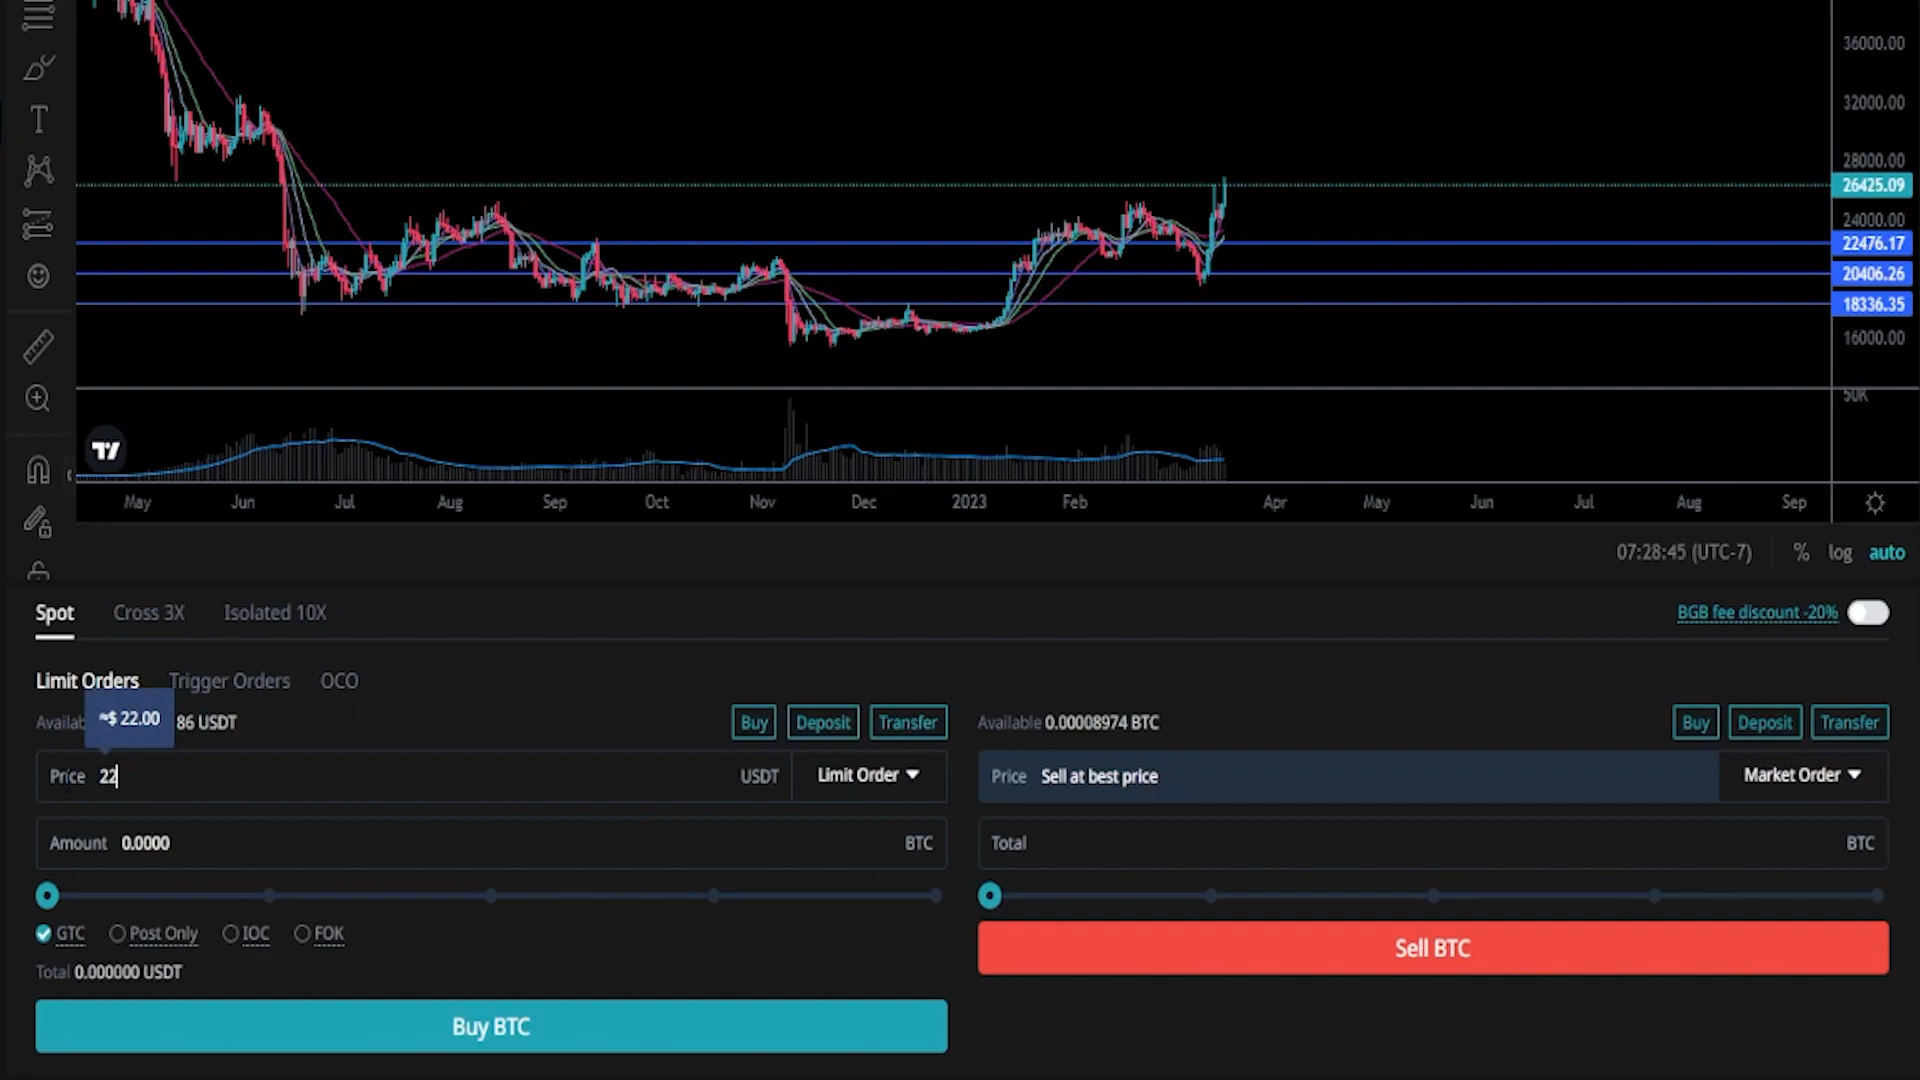 36000.00
32000.00
28000.00
26425.09
24000.00
22476.17
20406.26
18336.35
16000.00
50K
May Jun Jul Aug Sep Oct Nov Dec 2023 Feb Apr May Jun Jul Aug Sep
07:28:45 (UTC-7) % log auto
Spot Cross 3X Isolated 10X BGB fee discount -20%
Limit Orders Trigger Orders OCO
≈$ 22.00
86 USDT Buy Deposit Transfer Available 0.00008974 BTC Buy Deposit Transfer
Price 22 USDT Limit Order Price Sell at best price Market Order
Amount 0.0000 BTC Total BTC
GTC Post Only IOC FOK
Sell BTC
Total 0.000000 USDT
Buy BTC